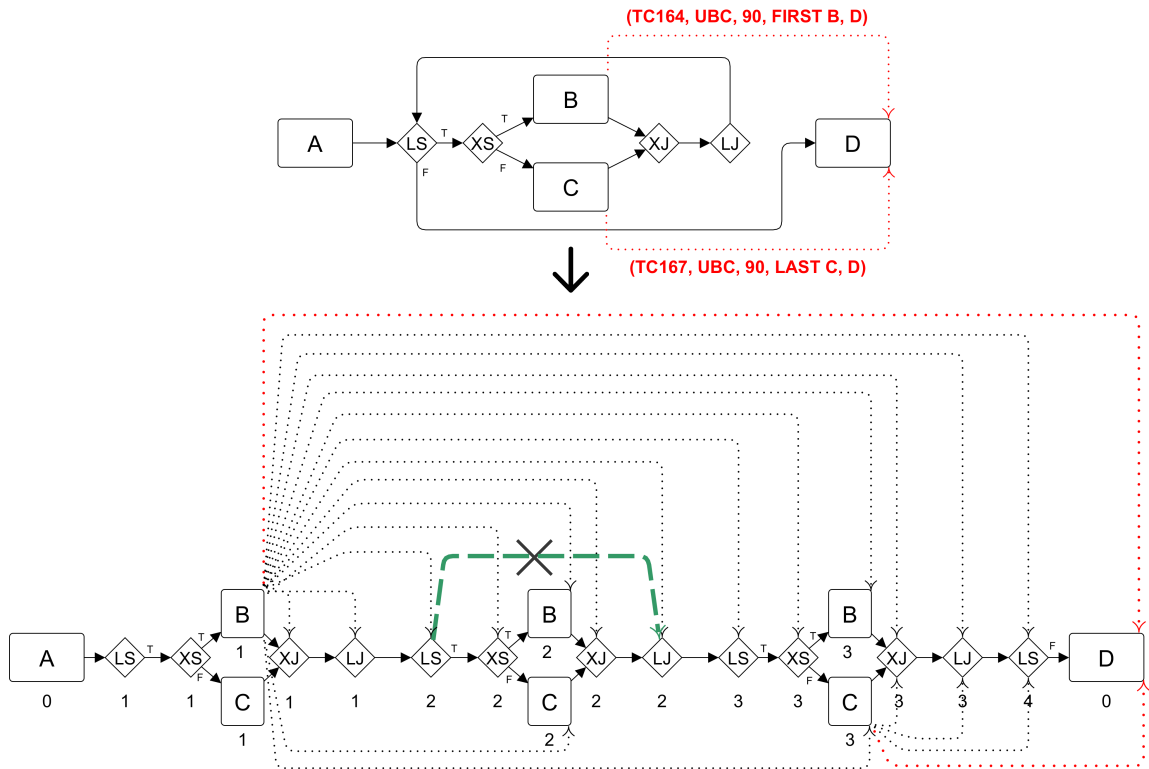 (TC164, UBC, 90, FIRST B, D)
B
A
LS
T
XS
T
F
F
XJ
LJ
D
C
(TC167, UBC, 90, LAST C, D)
B
B
B
A
LS
T
XS
T
F
1
XJ
LJ
LS
T
XS
T
F
2
XJ
LJ
LS
T
XS
T
F
3
XJ
LJ
LS
F
D
C
C
C
0
1
1
1
1
2
2
2
2
3
3
3
3
4
0
1
2
3